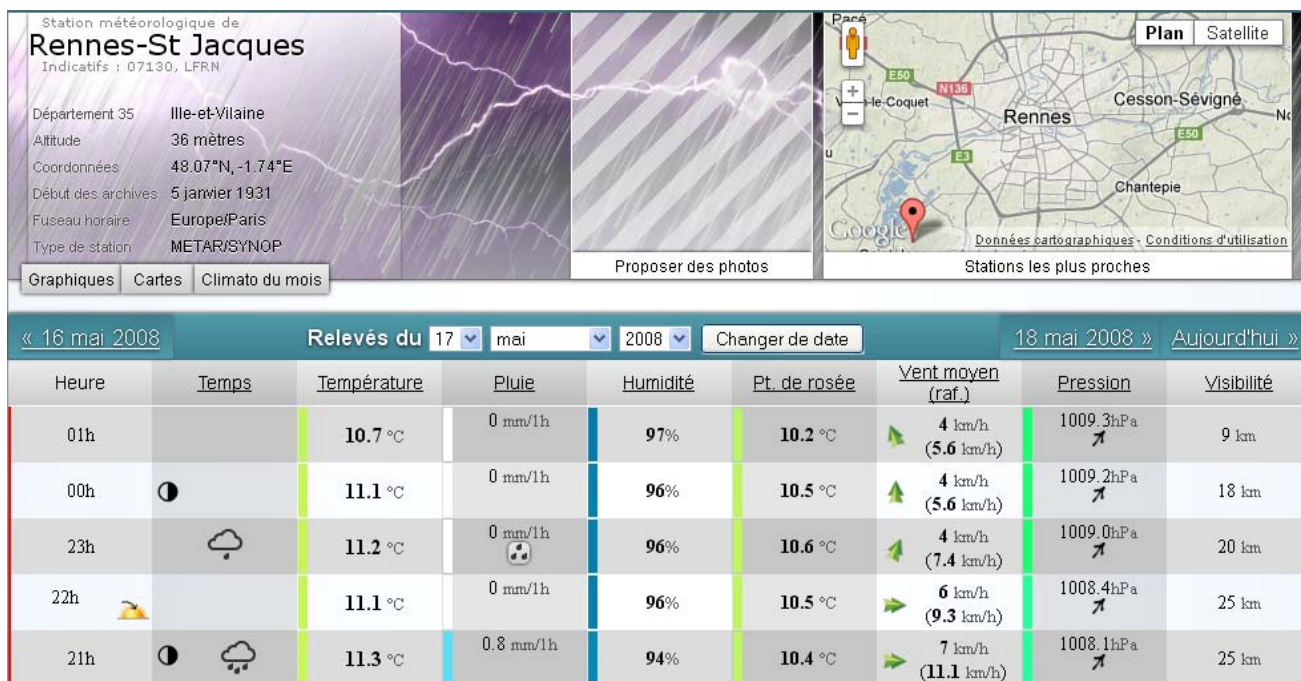 Station météorologique de
Rennes-St Jacques
Indicatifs : 07130, LFRN
Département 35 Ille-et-Vilaine
Altitude 36 mètres
Coordonnées 48.07°N, -1.74°E
Début des archives 5 janvier 1931
Fuseau horaire Europe/Paris
Type de station METAR/SYNOP
Graphiques Cartes Climato du mois
Proposer des photos
Pacé
Plan Satellite
E50
N136
le-Coquet
Rennes
Cesson-Sévigné
E50
E3
Chantepie
Google
Données cartographiques - Conditions d'utilisation
Stations les plus proches
« 16 mai 2008 Relevés du 17 mai 2008 Changer de date 18 mai 2008 » Aujourd'hui »
Heure Temps Température Pluie Humidité Pt. de rosée Vent moyen (raf.) Pression Visibilité
01h 10.7 °C 0 mm/1h 97% 10.2 °C 4 km/h (5.6 km/h) 1009.3hPa 9 km
00h 11.1 °C 0 mm/1h 96% 10.5 °C 4 km/h (5.6 km/h) 1009.2hPa 18 km
23h 11.2 °C 0 mm/1h 96% 10.6 °C 4 km/h (7.4 km/h) 1009.0hPa 20 km
22h 11.1 °C 0 mm/1h 96% 10.5 °C 6 km/h (9.3 km/h) 1008.4hPa 25 km
21h 11.3 °C 0.8 mm/1h 94% 10.4 °C 7 km/h (11.1 km/h) 1008.1hPa 25 km